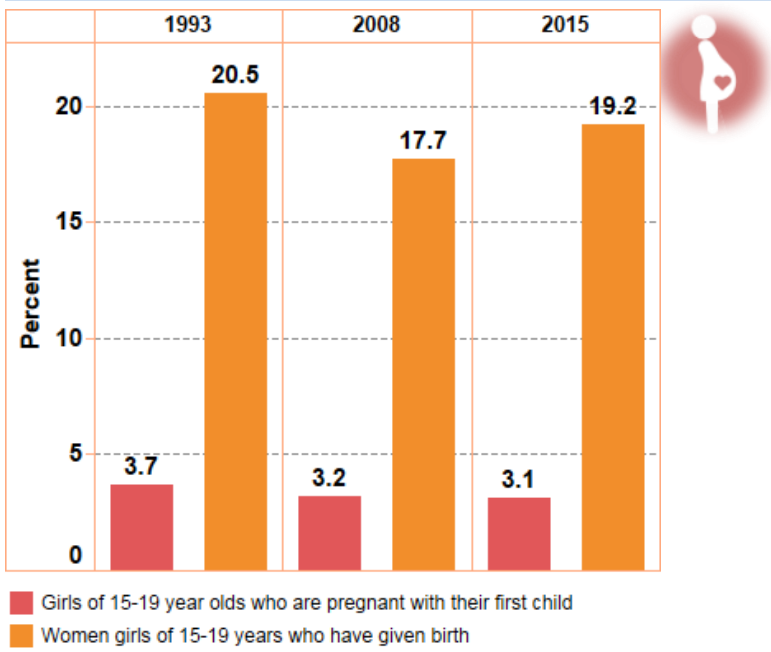 1993 2008 2015
20.5
19.2
20
17.7
15
Percent
10
5
3.7
3.2
3.1
0
Girls of 15-19 year olds who are pregnant with their first child
Women girls of 15-19 years who have given birth